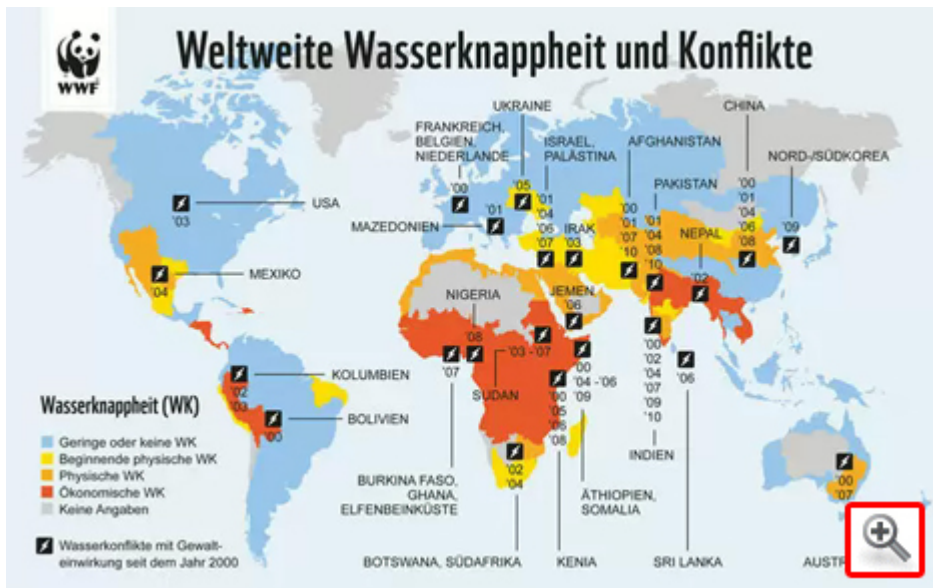 WWF
Weltweite Wasserknappheit und Konflikte
UKRAINE
CHINA
FRANKREICH,
BELGIEN,
NIEDERLANDE
ISRAEL,
PALÄSTINA
AFGHANISTAN
NORD-/SÜDKOREA
PAKISTAN
'00
'05
'01
'04
'06
'07
'00
'01
'07
'10
'01
'04
'08
'10
'00
'01
'04
'06
'08
'09
USA
'03
MAZEDONIEN
'01
IRAK
'03
NEPAL
'02
MEXIKO
'04
NIGERIA
'08
JEMEN
'06
'07
'03 -'07
SUDAN
'00
'04 -'06
'09
'00
'02
'04
'07
'09
'10
'06
KOLUMBIEN
'02
'03
BOLIVIEN
'00
'00
'05
'06
'08
INDIEN
'02
'04
'00
'07
Wasserknappheit (WK)
Geringe oder keine WK
Beginnende physische WK
Physische WK
Ökonomische WK
Keine Angaben
Wasserkonflikte mit Gewalt-
einwirkung seit dem Jahr 2000
BURKINA FASO,
GHANA,
ELFENBEINKÜSTE
ÄTHIOPIEN,
SOMALIA
BOTSWANA, SÜDAFRIKA
KENIA
SRI LANKA
AUSTR